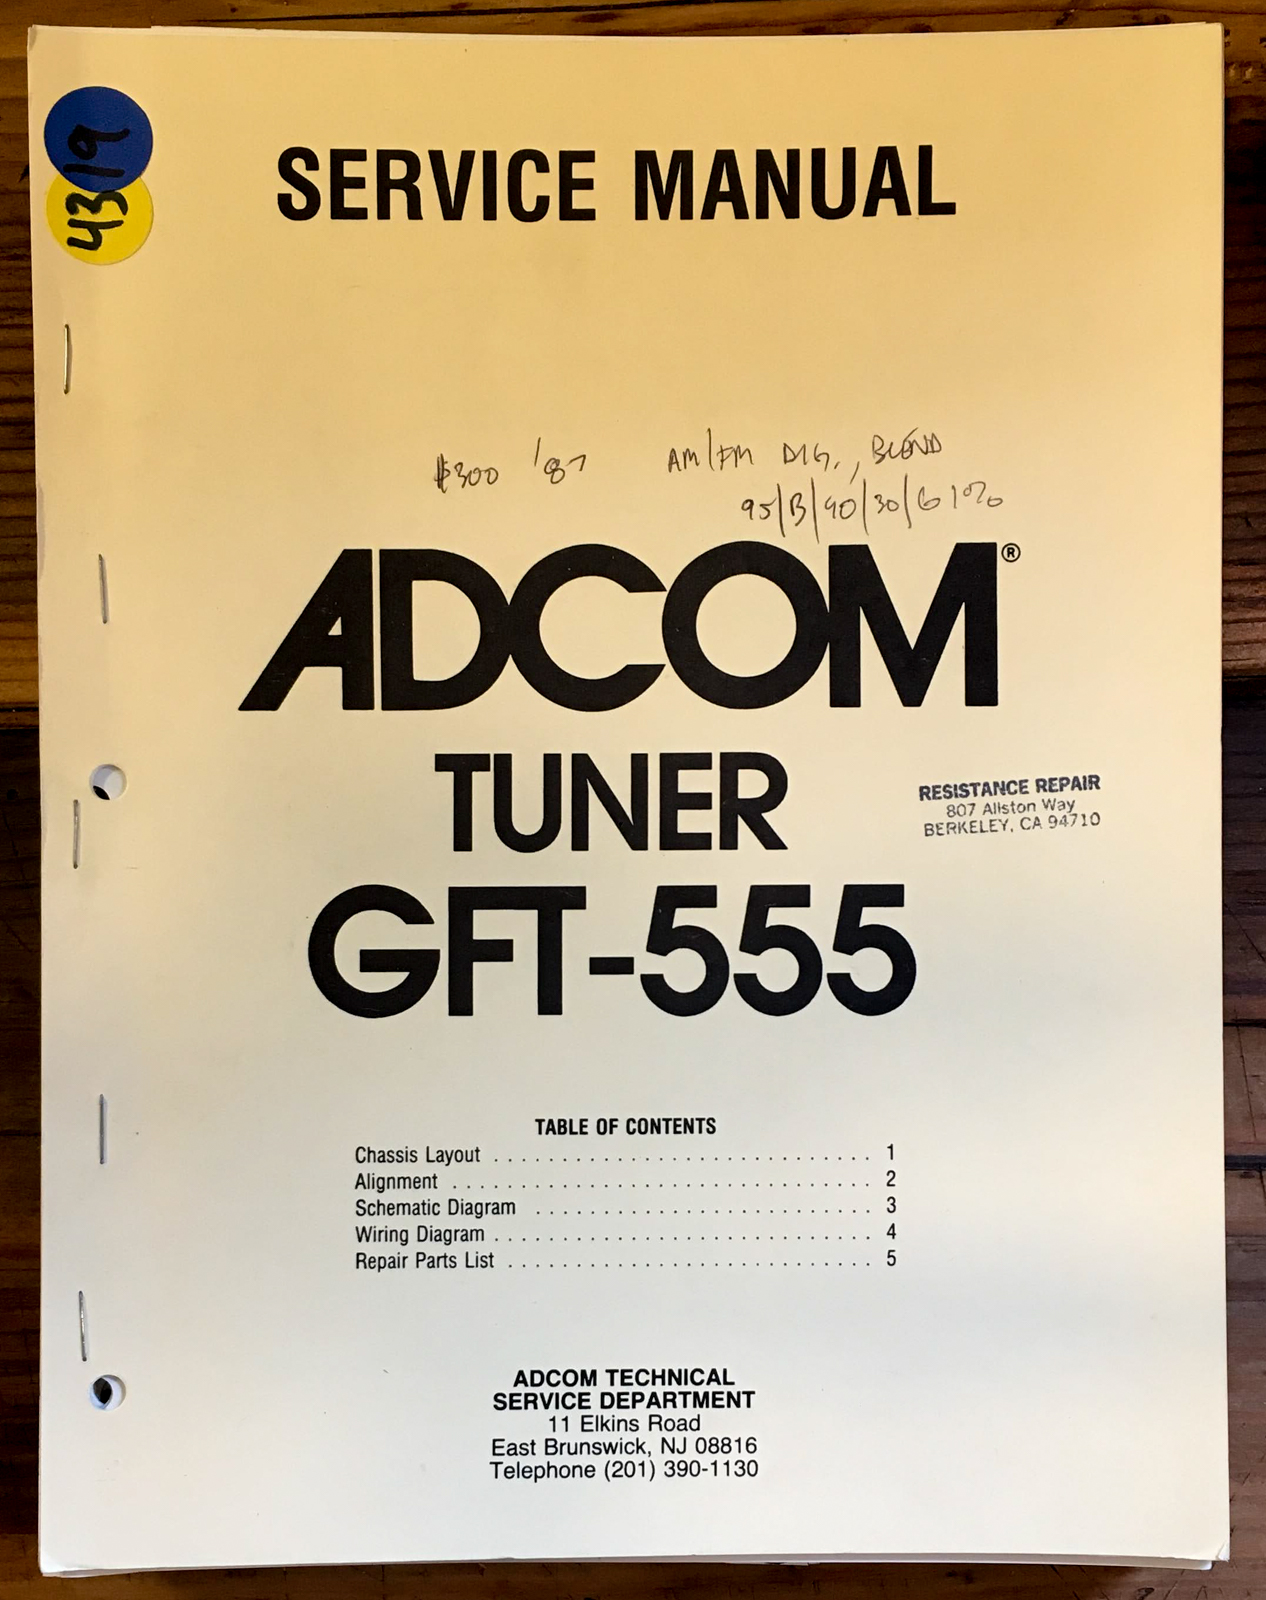 4319
SERVICE MANUAL
$300 '87 AM/FM DIG., BLEND
95/B/90/30/G 1%
ADCOM®
TUNER
RESISTANCE REPAIR
807 Allston Way
BERKELEY, CA 94710
GFT-555
TABLE OF CONTENTS
Chassis Layout . . . . . . . . . . . . . . . . . . . . . . . . . . . . 1
Alignment . . . . . . . . . . . . . . . . . . . . . . . . . . . . . . . 2
Schematic Diagram . . . . . . . . . . . . . . . . . . . . . . . . . 3
Wiring Diagram . . . . . . . . . . . . . . . . . . . . . . . . . . . . 4
Repair Parts List . . . . . . . . . . . . . . . . . . . . . . . . . . . 5
ADCOM TECHNICAL
SERVICE DEPARTMENT
11 Elkins Road
East Brunswick, NJ 08816
Telephone (201) 390-1130